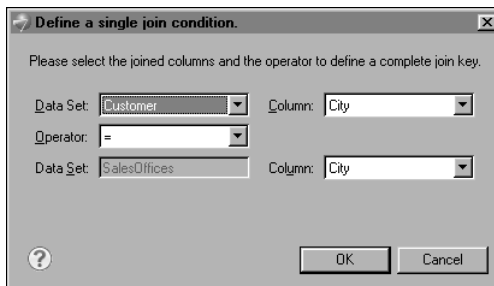 Define a single join condition.
Please select the joined columns and the operator to define a complete join key.
Data Set: Customer Column: City
Operator: =
Data Set: SalesOffices Column: City
? OK Cancel